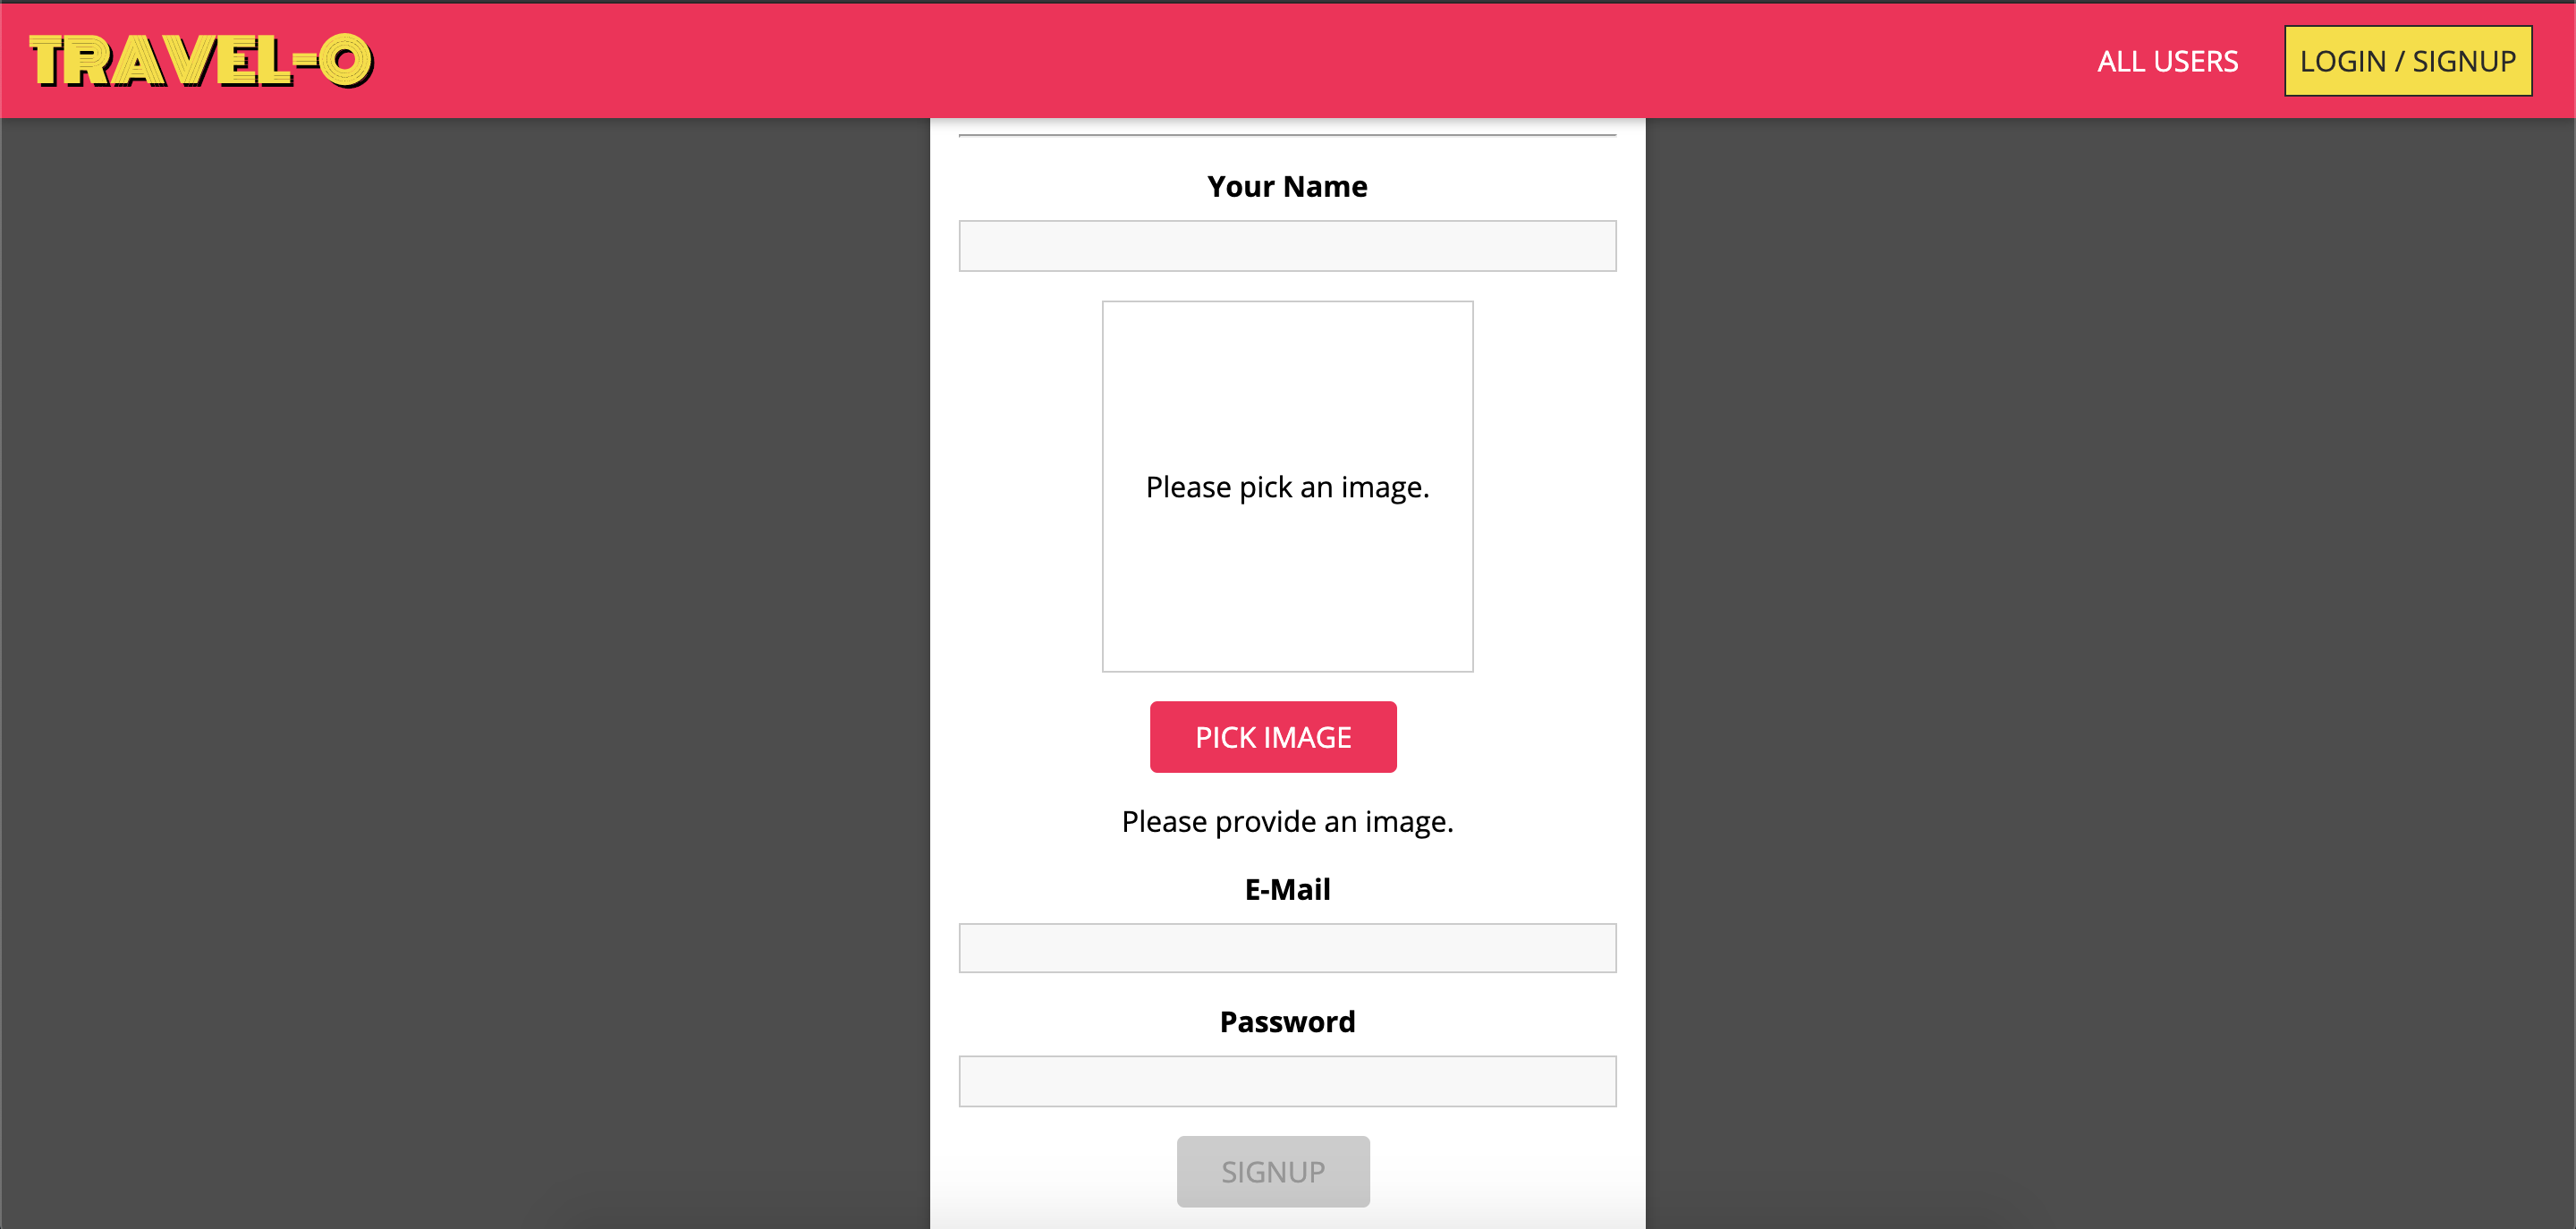 TRAVEL-O
ALL USERS
LOGIN / SIGNUP
Your Name
Please pick an image.
PICK IMAGE
Please provide an image.
E-Mail
Password
SIGNUP